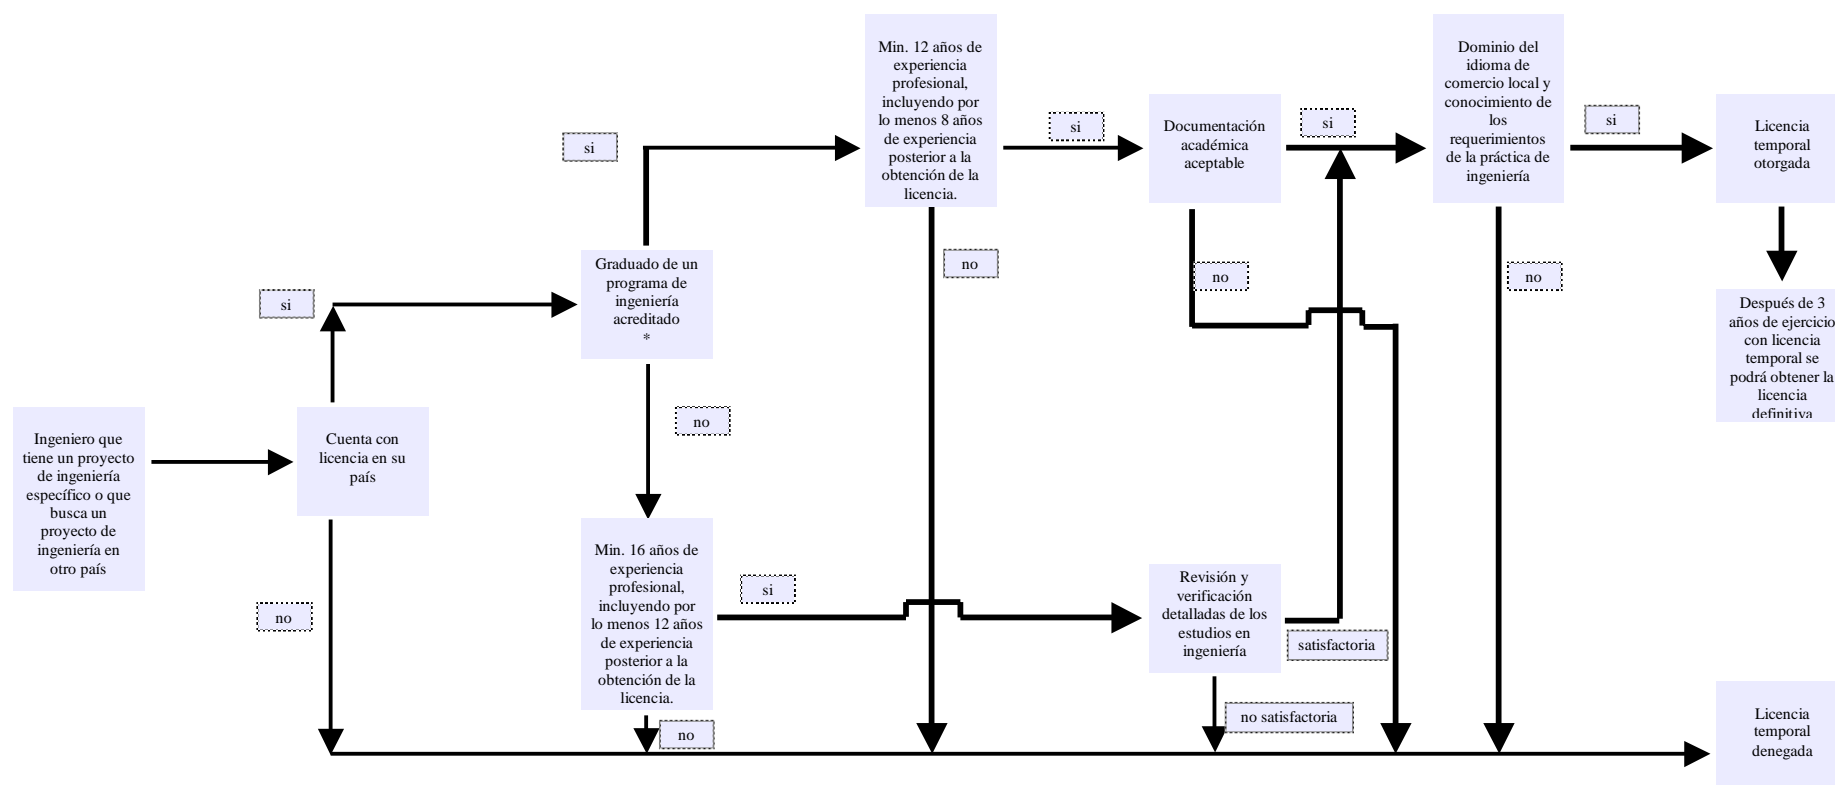 Min. 12 años de
experiencia
profesional,
incluyendo por
lo menos 8 años
de experiencia
posterior a la
obtención de la
licencia.
Dominio del
idioma de
comercio local y
conocimiento de
los
requerimientos
de la práctica de
ingeniería
si
si
Documentación
académica
aceptable
si
si
Licencia
temporal
otorgada
Graduado de un
programa de
ingeniería
acreditado
*
no
no
no
si
Después de 3
años de ejercicio
con licencia
temporal se
podrá obtener la
licencia
definitiva
no
Ingeniero que
tiene un proyecto
de ingeniería
específico o que
busca un
proyecto de
ingeniería en
otro país
Cuenta con
licencia en su
país
Min. 16 años de
experiencia
profesional,
incluyendo por
lo menos 12 años
de experiencia
posterior a la
obtención de la
licencia.
si
Revisión y
verificación
detalladas de los
estudios en
ingeniería
no
satisfactoria
no satisfactoria
no
Licencia
temporal
denegada